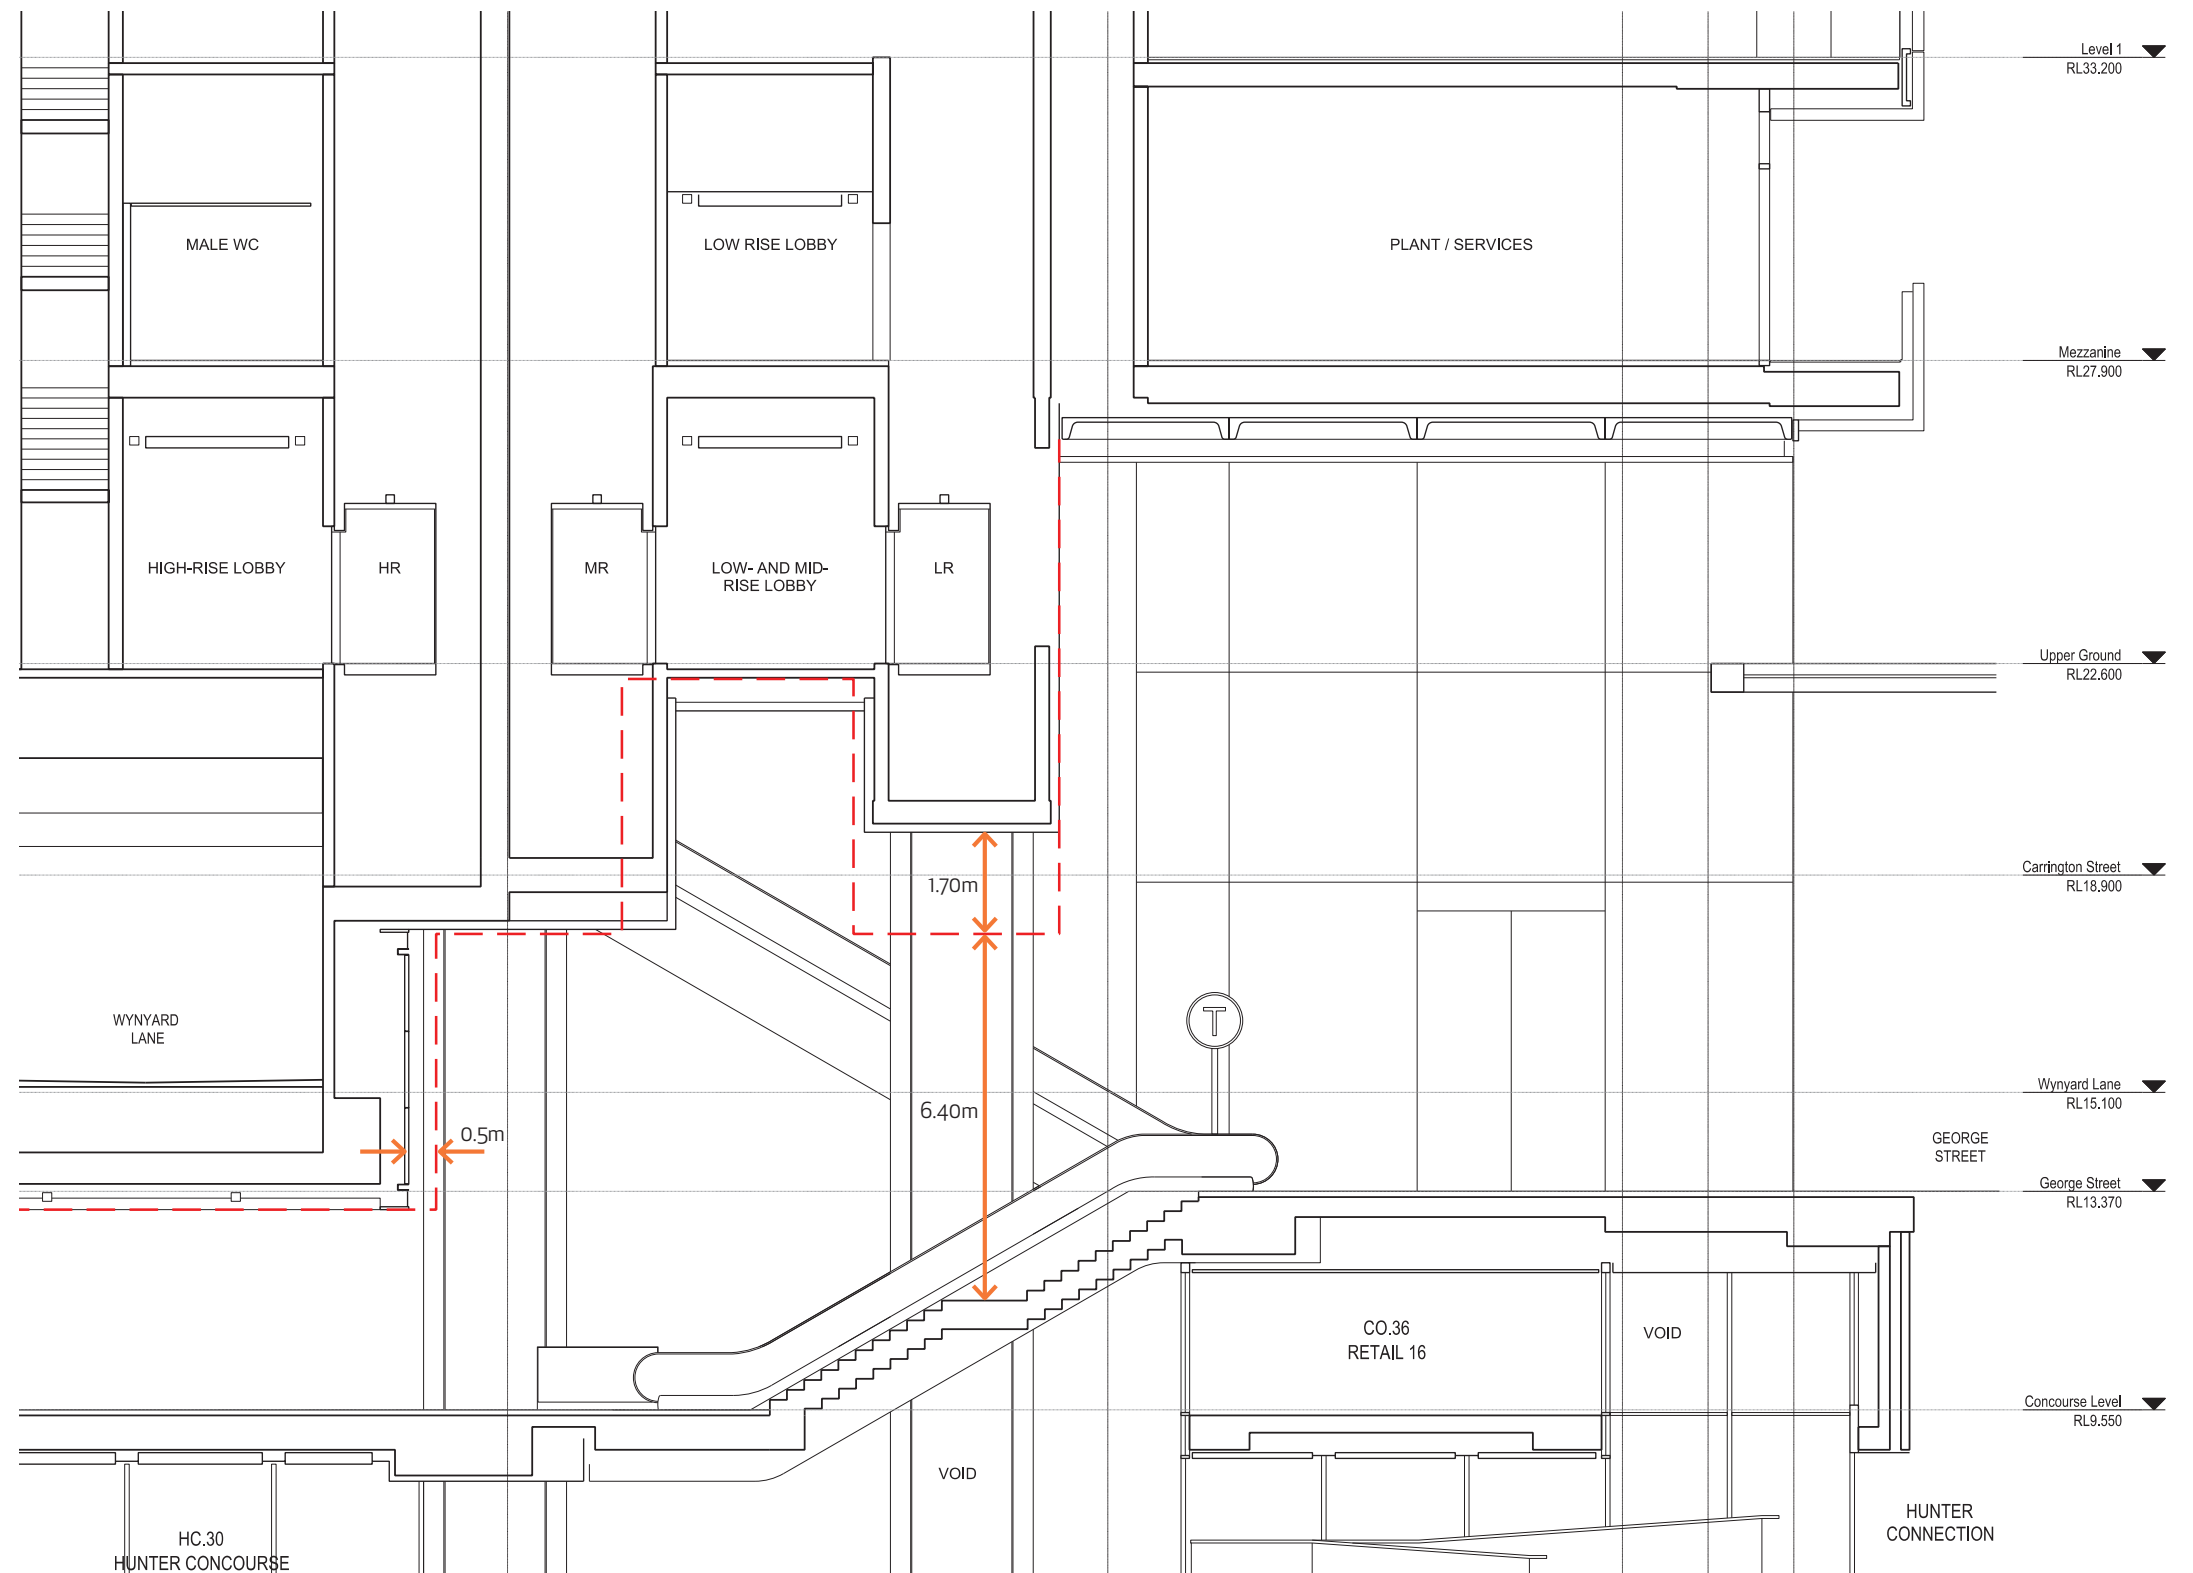 Level 1
RL33.200
MALE WC
LOW RISE LOBBY
PLANT / SERVICES
Mezzanine
RL27.900
HIGH-RISE LOBBY
HR
MR
LOW- AND MID-
RISE LOBBY
LR
Upper Ground
RL22.600
1.70m
Carrington Street
RL18.900
WYNYARD
LANE
T
6.40m
Wynyard Lane
RL15.100
0.5m
GEORGE
STREET
George Street
RL13.370
CO.36
RETAIL 16
VOID
Concourse Level
RL9.550
VOID
HC.30
HUNTER CONCOURSE
HUNTER
CONNECTION